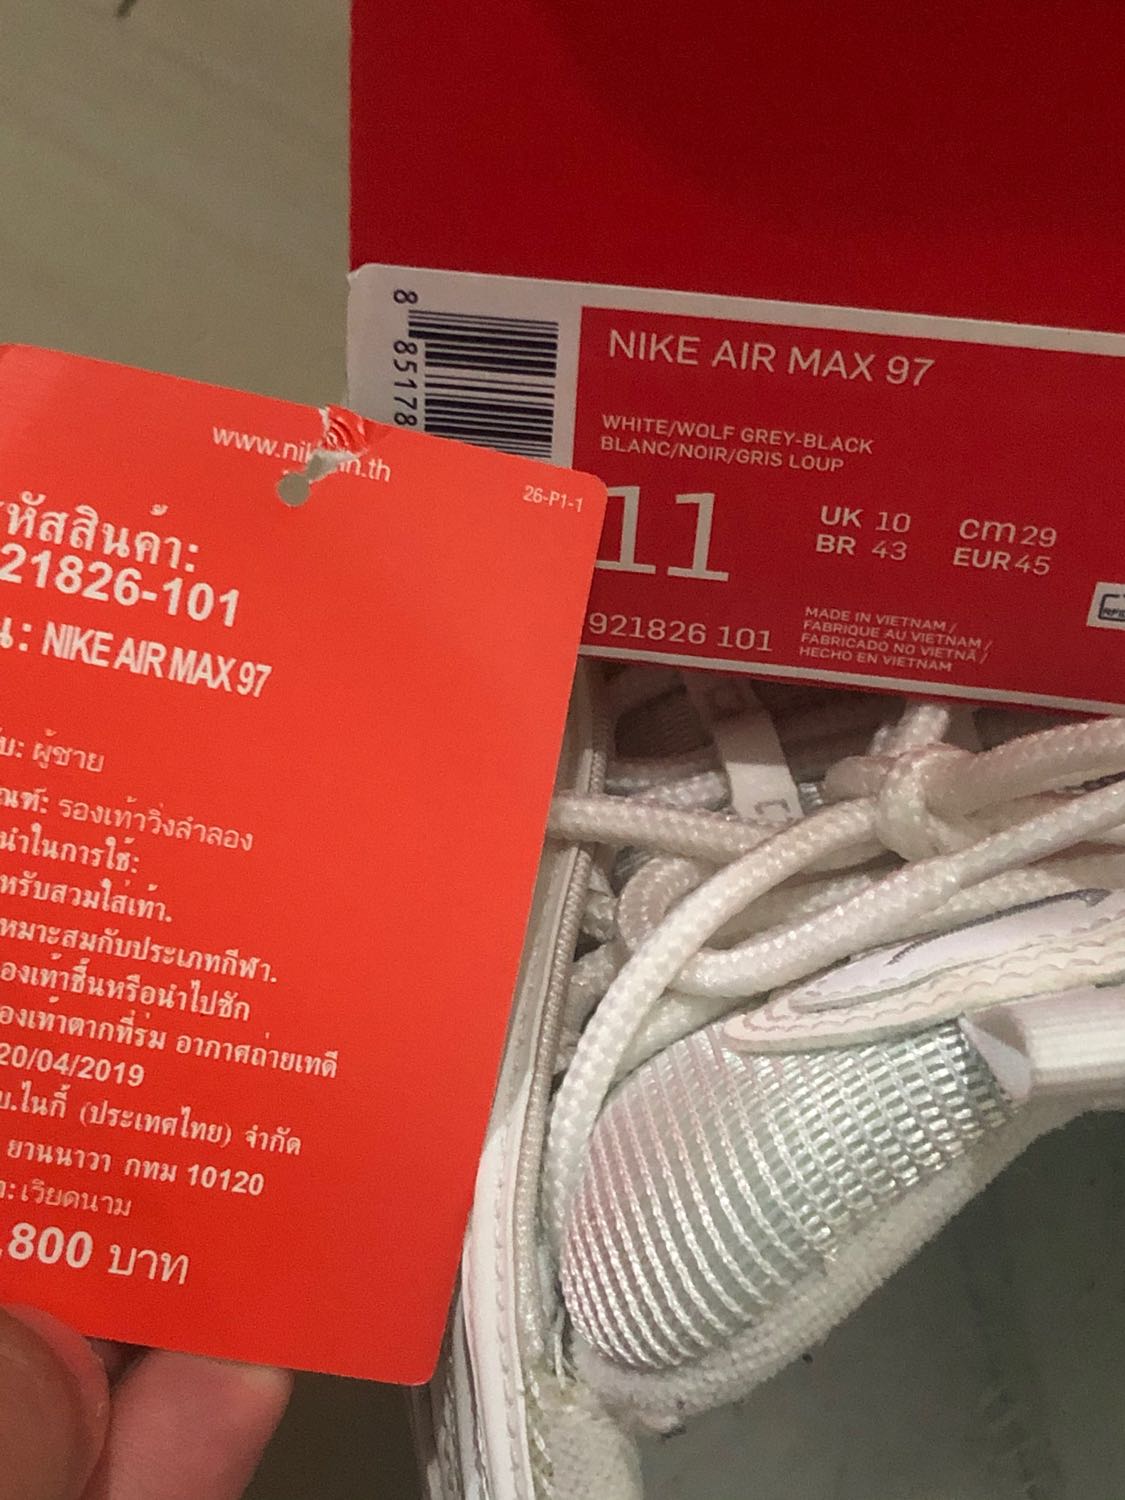 8 85178
NIKE AIR MAX 97
WHITE/WOLF GREY-BLACK
BLANC/NOIR/GRIS LOUP
11
UK 10
BR 43
cm 29
EUR 45
921826 101
MADE IN VIETNAM /
FABRIQUE AU VIETNAM /
FABRICADO NO VIETNÃ /
HECHO EN VIETNAM
26-P1-1
รหัสสินค้า:
21826-101
น: NIKE AIR MAX 97
ผู้ชาย
ณฑ์: รองเท้าวิ่งลำลอง
นำในการใช้:
หรับสวมใส่เท้า.
หมาะสมกับประเภทกีฬา.
องเท้าชื้นหรือนำไปซัก
องเท้าตากที่ร่ม อากาศถ่ายเทดี
20/04/2019
บ.ไนกี้ (ประเทศไทย) จำกัด
ยานนาวา กทม 10120
า: เวียดนาม
,800 บาท